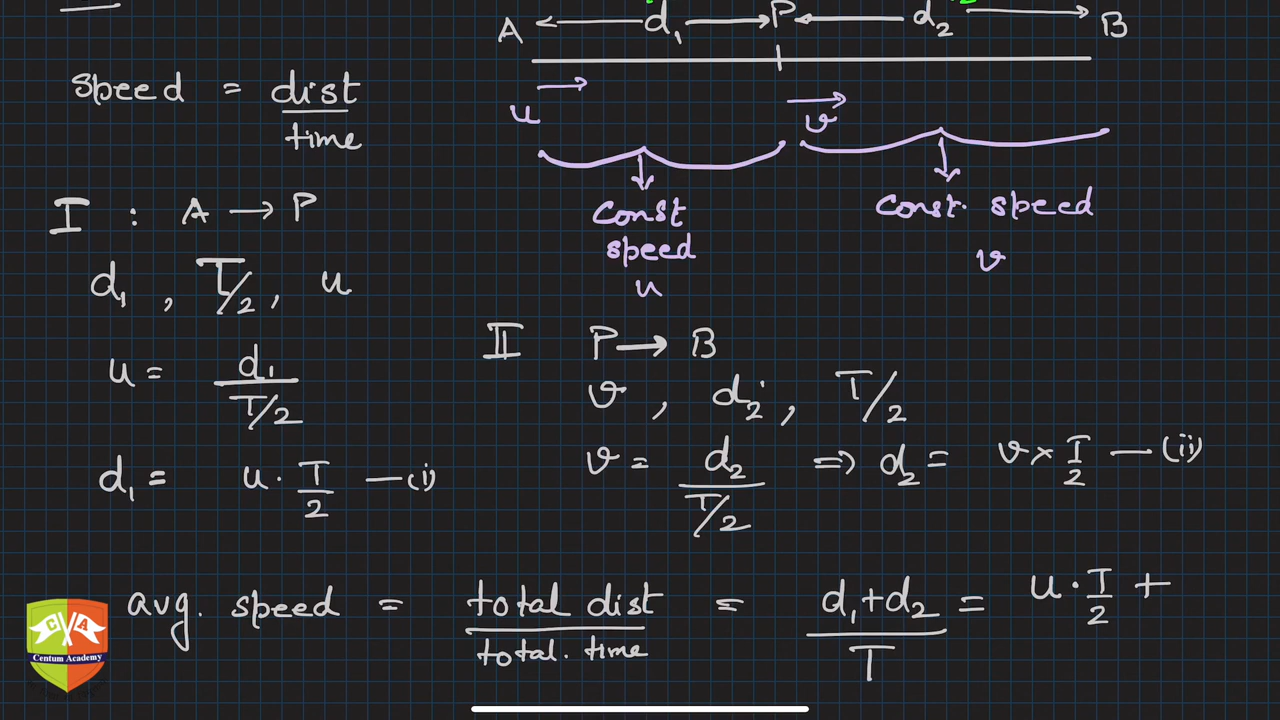 A ← d₁ → P ← d₂ → B
speed = dist/time
u →
v →
const speed u
const. speed v
I : A → P
d₁ , T/2 , u
u = d₁/(T/2)
d₁ = u · T/2 —(i)
II P → B
v , d₂ , T/2
v = d₂/(T/2) ⇒ d₂ = v × T/2 —(ii)
avg. speed = total dist/total. time = (d₁+d₂)/T = u · T/2 +
C A
Centum Academy